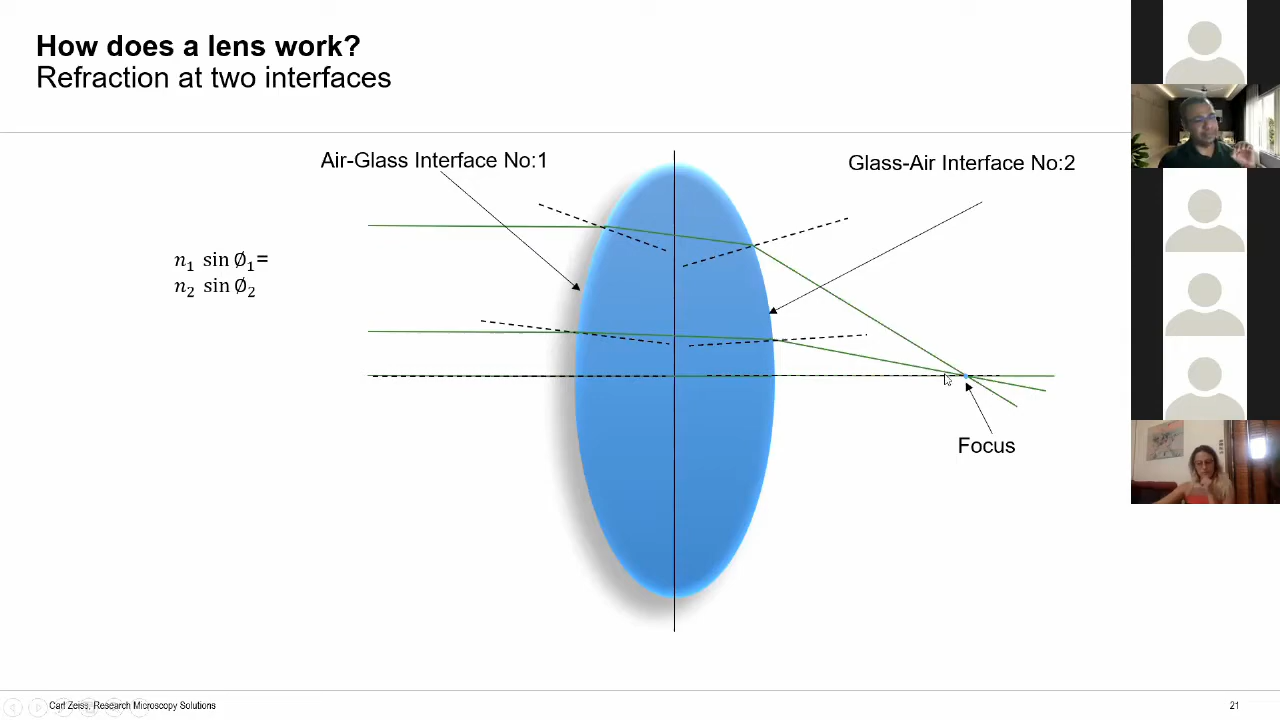 How does a lens work?
Refraction at two interfaces
Air-Glass Interface No:1
Glass-Air Interface No:2
n₁ sin Ø₁=
n₂ sin Ø₂
Focus
Carl Zeiss, Research Microscopy Solutions
21